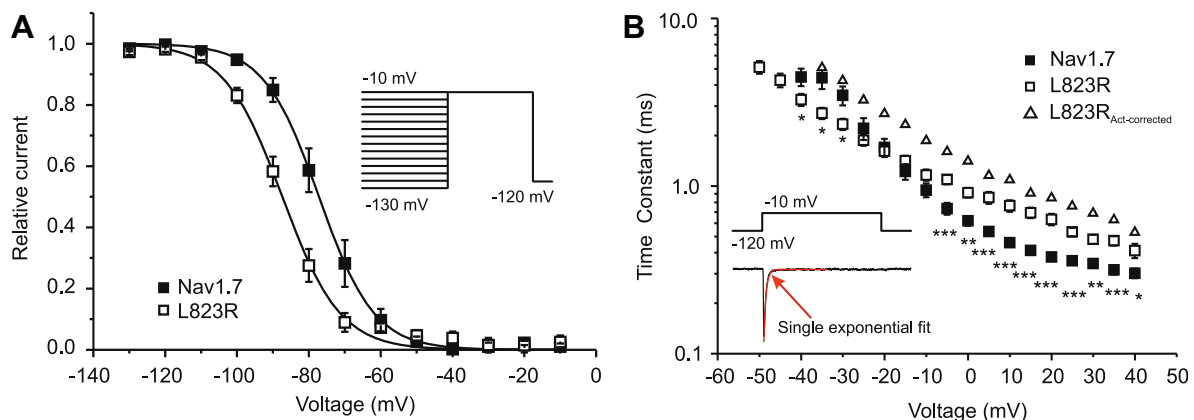 A
Relative current
1.0
0.8
0.6
0.4
0.2
0.0
-10 mV
-130 mV
-120 mV
Nav1.7
L823R
-140
-120
-100
-80
-60
-40
-20
0
Voltage (mV)
B
Time Constant (ms)
10.0
1.0
0.1
Nav1.7
L823R
L823RAct-corrected
*
*
*
-10 mV
-120 mV
Single exponential fit
***
**
***
***
***
***
***
**
***
*
-60
-50
-40
-30
-20
-10
0
10
20
30
40
50
Voltage (mV)